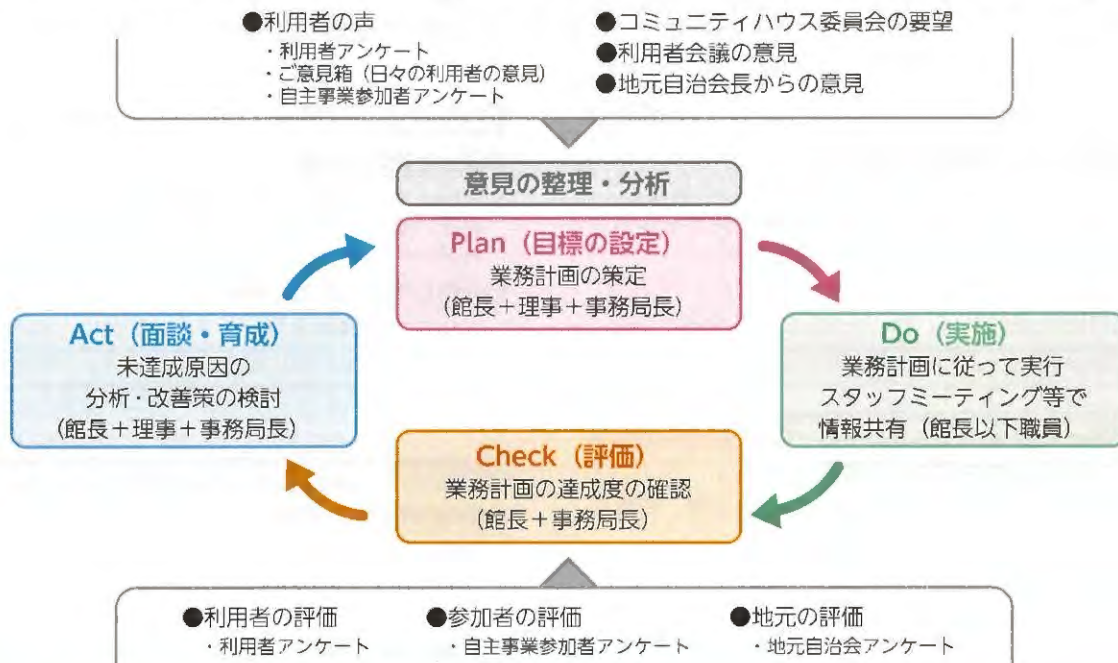 ●利用者の声
・利用者アンケート
・ご意見箱（日々の利用者の意見）
・自主事業参加者アンケート
●コミュニティハウス委員会の要望
●利用者会議の意見
●地元自治会長からの意見
意見の整理・分析
Plan（目標の設定）
業務計画の策定
（館長＋理事＋事務局長）
Act（面談・育成）
未達成原因の
分析・改善策の検討
（館長＋理事＋事務局長）
Do（実施）
業務計画に従って実行
スタッフミーティング等で
情報共有（館長以下職員）
Check（評価）
業務計画の達成度の確認
（館長＋事務局長）
●利用者の評価
・利用者アンケート
●参加者の評価
・自主事業参加者アンケート
●地元の評価
・地元自治会アンケート